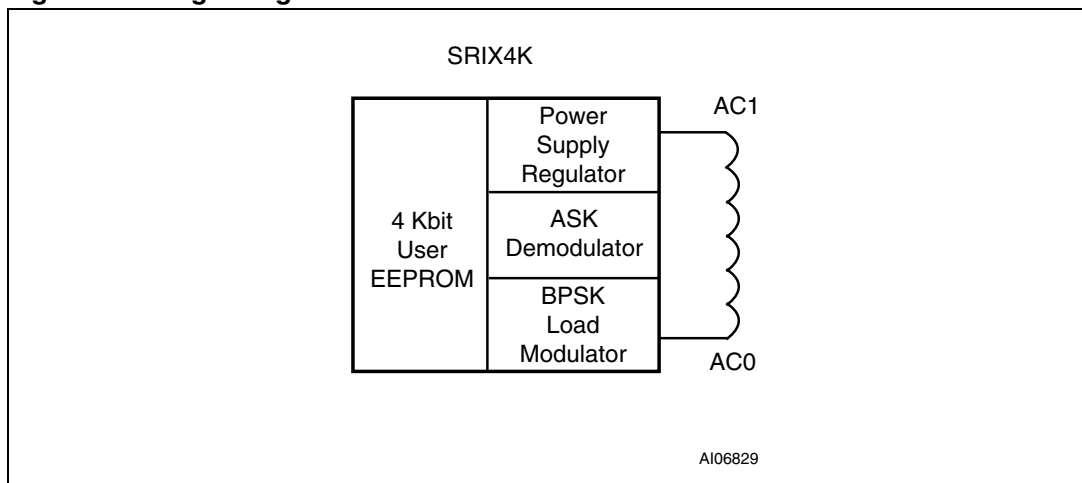 SRIX4K
AC1
Power
Supply
Regulator
4 Kbit
User
EEPROM
ASK
Demodulator
BPSK
Load
Modulator
AC0
AI06829